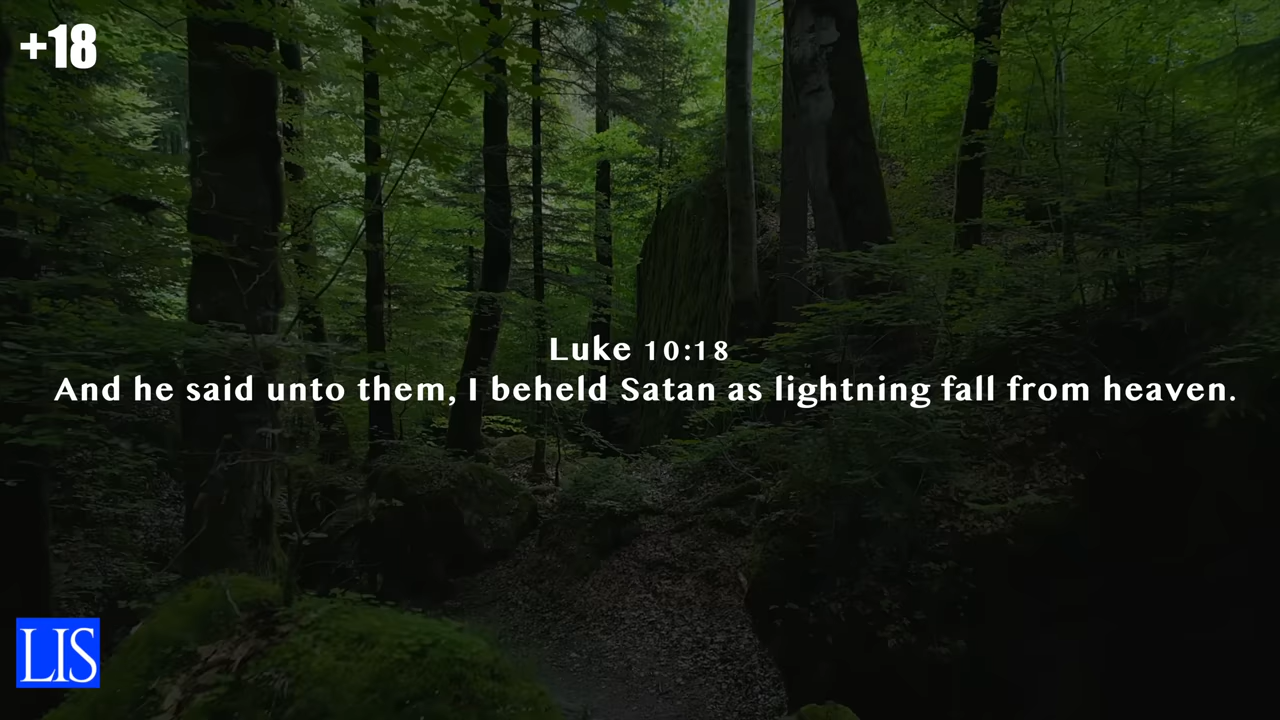 +18
Luke 10:18
And he said unto them, I beheld Satan as lightning fall from heaven.
LIS